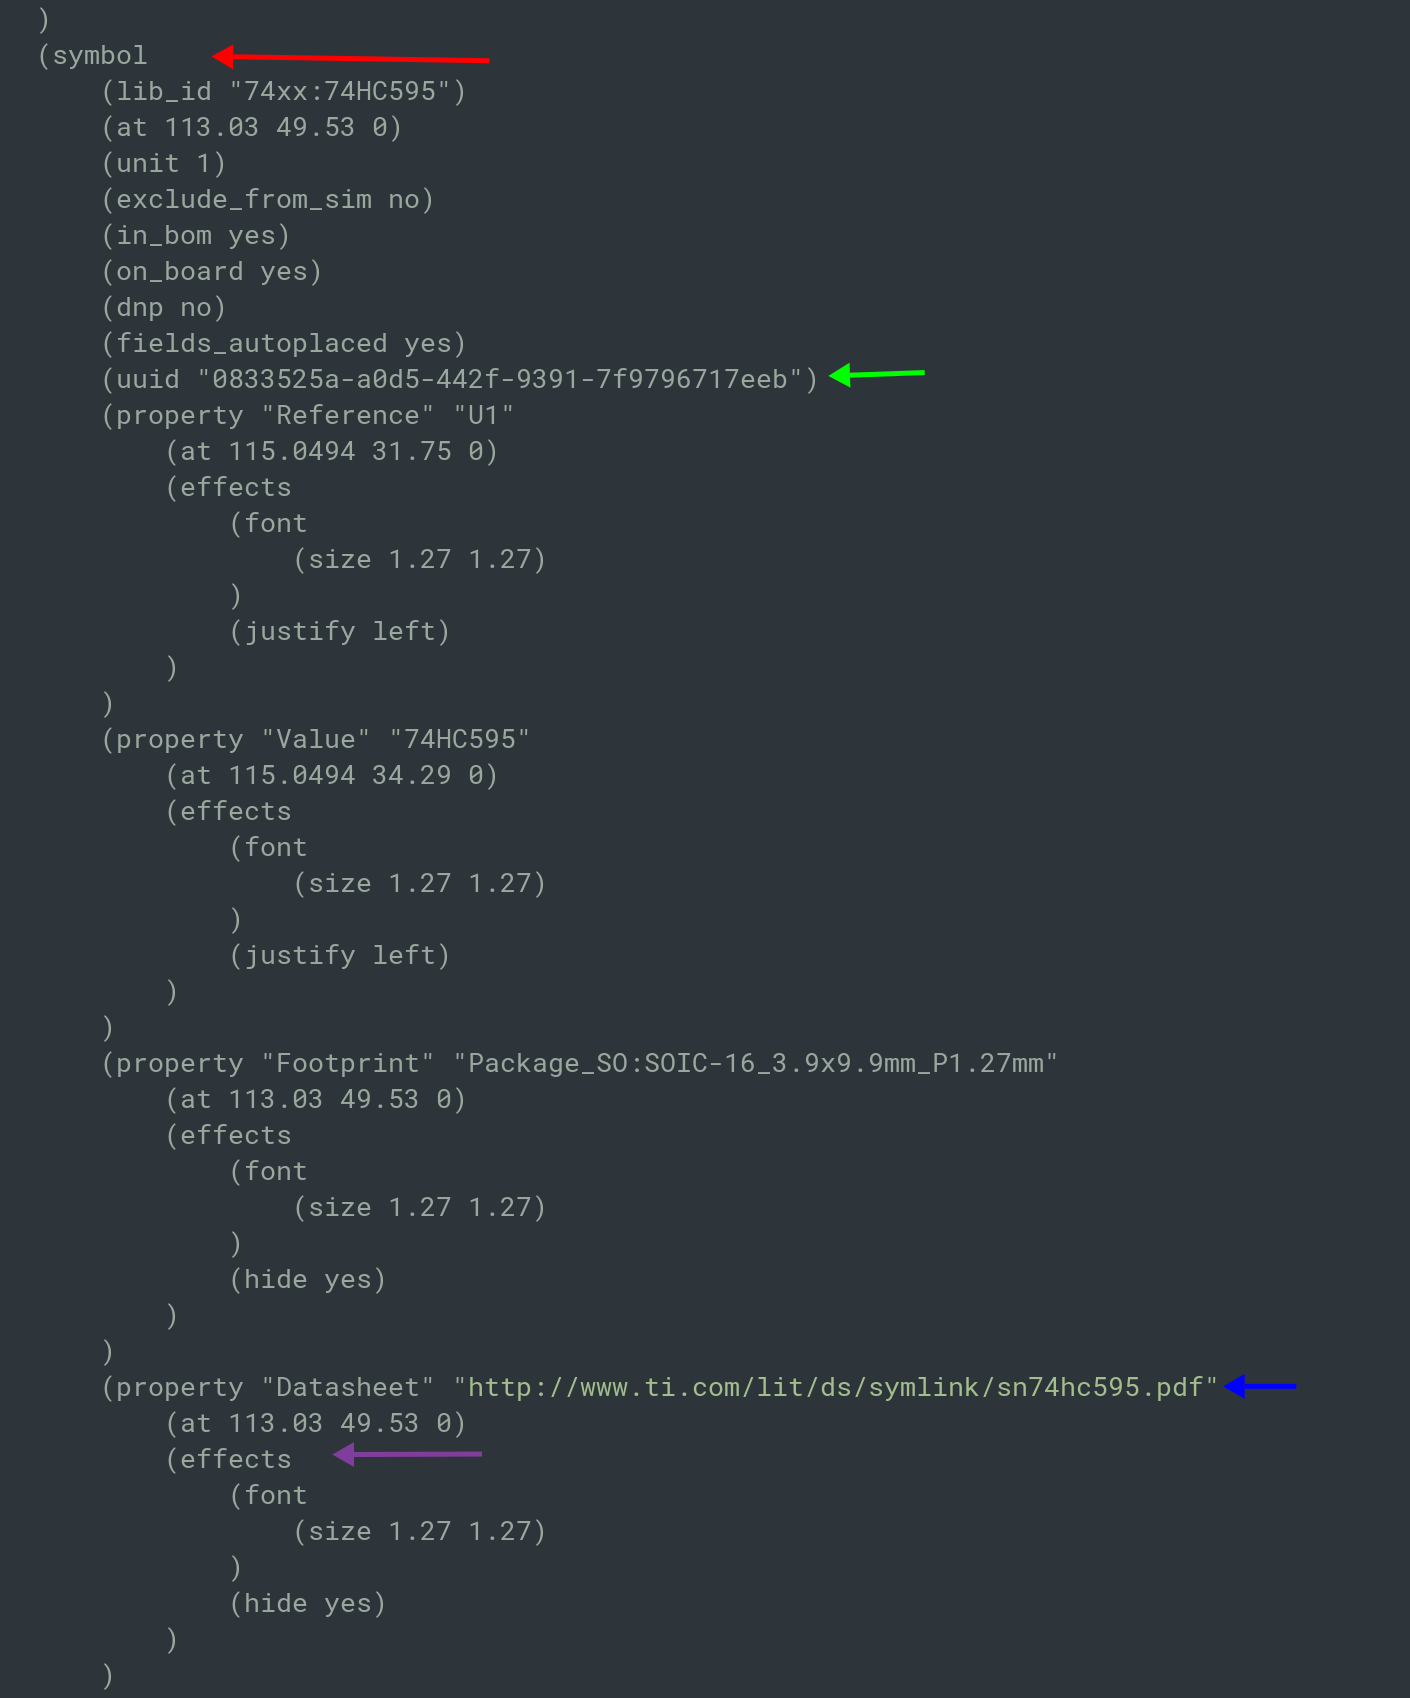 )
(symbol
(lib_id "74xx:74HC595")
(at 113.03 49.53 0)
(unit 1)
(exclude_from_sim no)
(in_bom yes)
(on_board yes)
(dnp no)
(fields_autoplaced yes)
(uuid "0833525a-a0d5-442f-9391-7f9796717eeb")
(property "Reference" "U1"
(at 115.0494 31.75 0)
(effects
(font
(size 1.27 1.27)
)
(justify left)
)
)
(property "Value" "74HC595"
(at 115.0494 34.29 0)
(effects
(font
(size 1.27 1.27)
)
(justify left)
)
)
(property "Footprint" "Package_SO:SOIC-16_3.9x9.9mm_P1.27mm"
(at 113.03 49.53 0)
(effects
(font
(size 1.27 1.27)
)
(hide yes)
)
)
(property "Datasheet" "http://www.ti.com/lit/ds/symlink/sn74hc595.pdf"
(at 113.03 49.53 0)
(effects
(font
(size 1.27 1.27)
)
(hide yes)
)
)